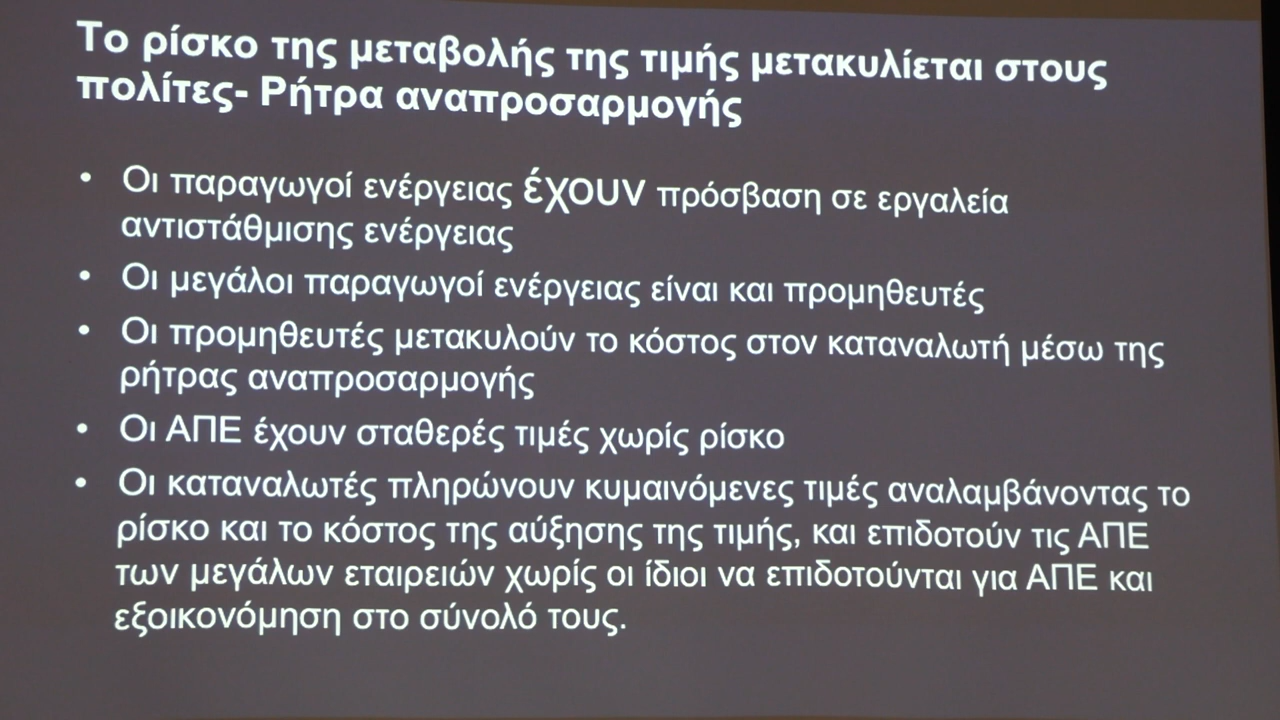 Το ρίσκο της μεταβολής της τιμής μετακυλίεται στους
πολίτες- Ρήτρα αναπροσαρμογής
• Οι παραγωγοί ενέργειας έχουν πρόσβαση σε εργαλεία
αντιστάθμισης ενέργειας
• Οι μεγάλοι παραγωγοί ενέργειας είναι και προμηθευτές
• Οι προμηθευτές μετακυλούν το κόστος στον καταναλωτή μέσω της
ρήτρας αναπροσαρμογής
• Οι ΑΠΕ έχουν σταθερές τιμές χωρίς ρίσκο
• Οι καταναλωτές πληρώνουν κυμαινόμενες τιμές αναλαμβάνοντας το
ρίσκο και το κόστος της αύξησης της τιμής, και επιδοτούν τις ΑΠΕ
των μεγάλων εταιρειών χωρίς οι ίδιοι να επιδοτούνται για ΑΠΕ και
εξοικονόμηση στο σύνολό τους.